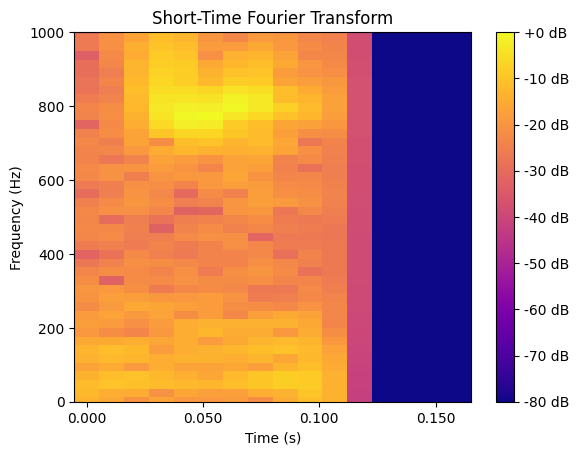 Short-Time Fourier Transform
1000
800
600
400
200
0
Frequency (Hz)
0.000
0.050
0.100
0.150
Time (s)
+0 dB
-10 dB
-20 dB
-30 dB
-40 dB
-50 dB
-60 dB
-70 dB
-80 dB